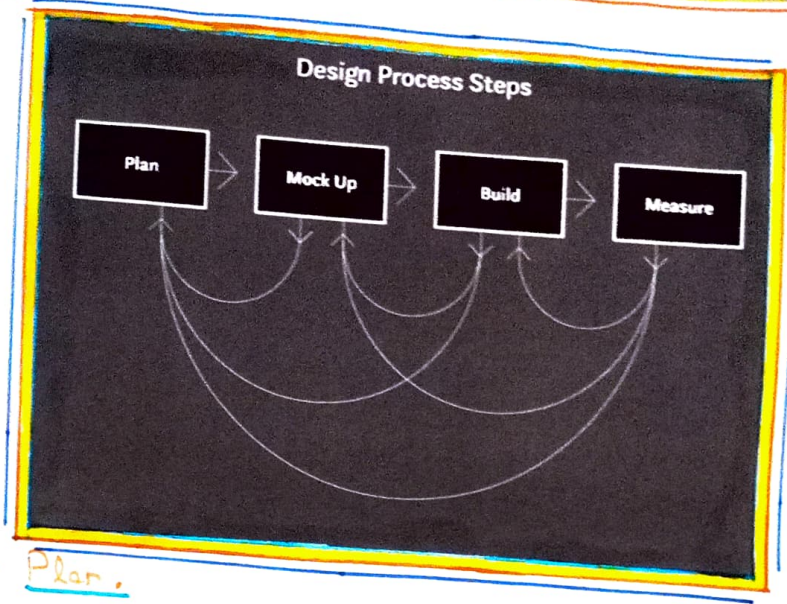 Design Process Steps
Plan
Mock Up
Build
Measure
Plan.